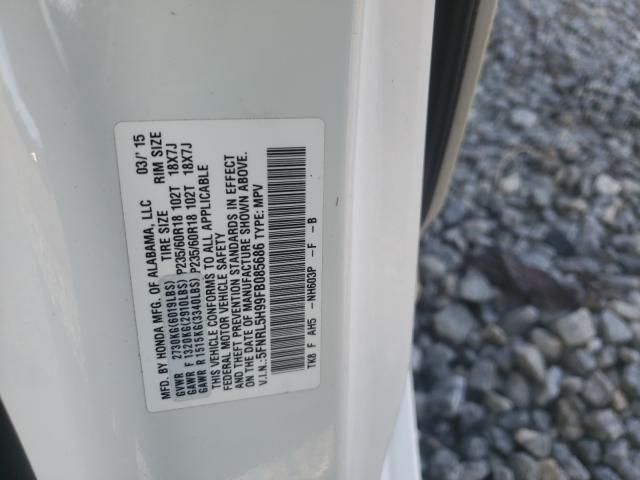 MFD. BY HONDA MFG. OF ALABAMA, LLC 03/'15
TIRE SIZE RIM SIZE
GVWR 2730KG(6019LBS)
GAWR F 1320KG(2910LBS) P235/60R18 102T 18X7J
GAWR R 1515KG(3340LBS) P235/60R18 102T 18X7J
THIS VEHICLE CONFORMS TO ALL APPLICABLE
FEDERAL MOTOR VEHICLE SAFETY
AND THEFT PREVENTION STANDARDS IN EFFECT
ON THE DATE OF MANUFACTURE SHOWN ABOVE.
V.I.N.:5FNRL5H99FB085686 TYPE: MPV
TK8 F AH5 -NH603P -F -B